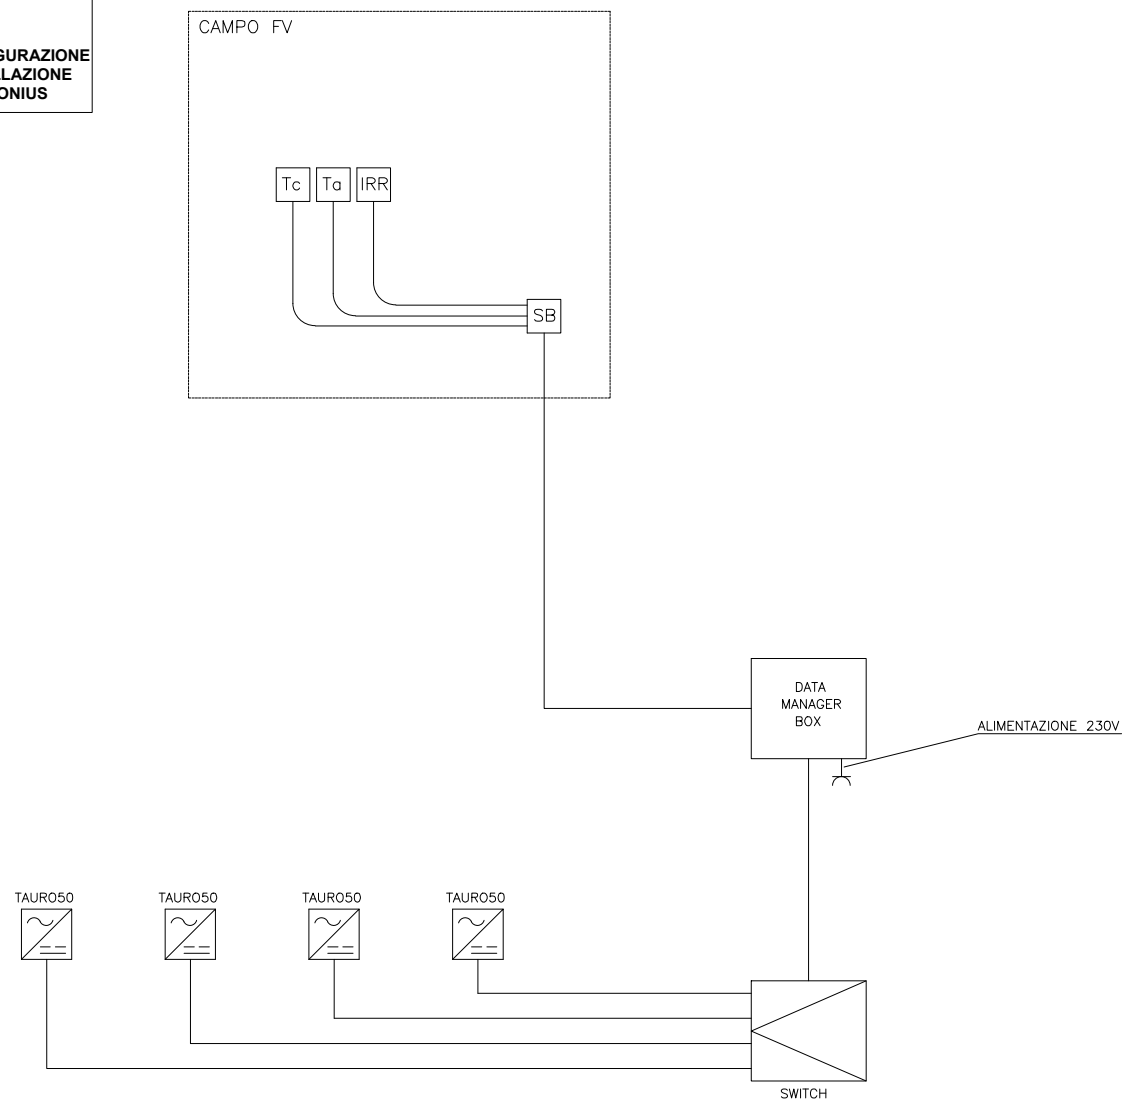 GURAZIONE
LAZIONE
ONIUS
CAMPO FV
Tc Ta IRR
SB
DATA
MANAGER
BOX
ALIMENTAZIONE 230V
TAURO50 TAURO50 TAURO50 TAURO50
SWITCH